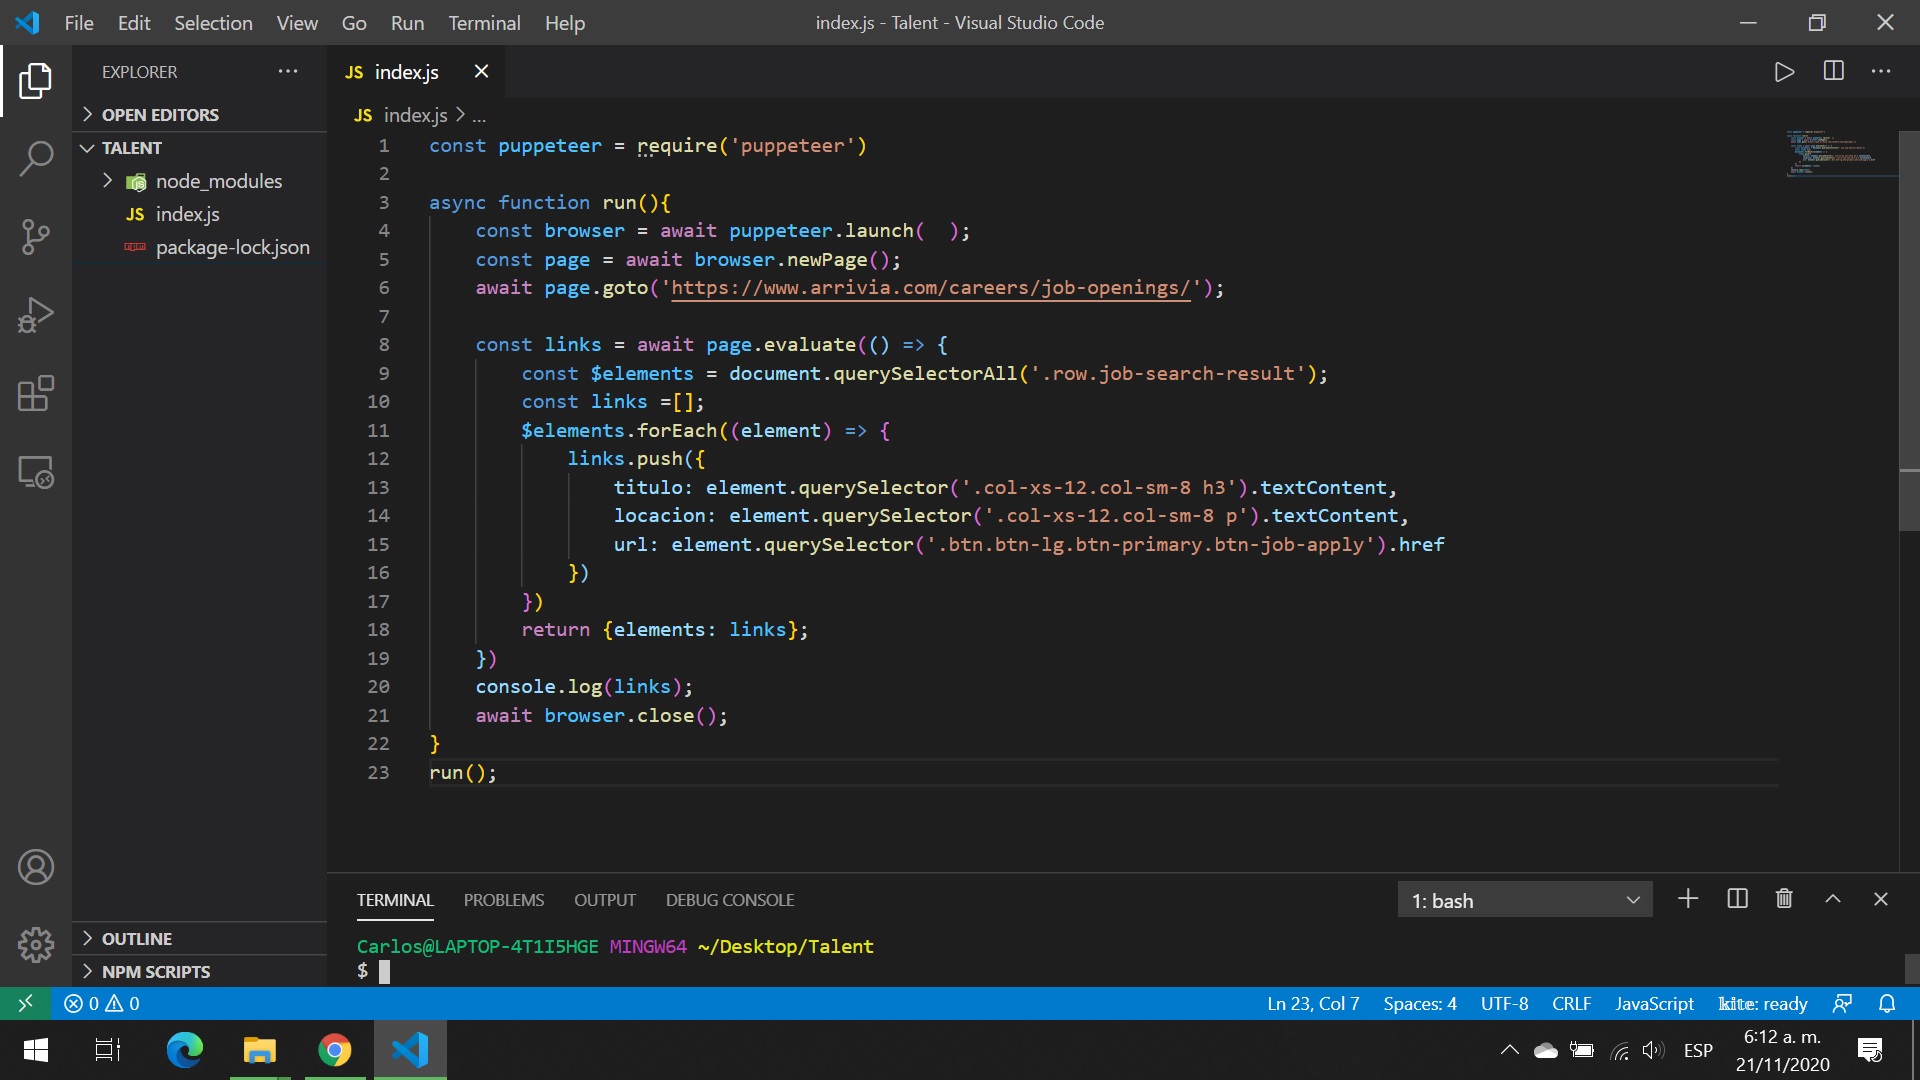 File Edit Selection View Go Run Terminal Help
index.js - Talent - Visual Studio Code
EXPLORER
OPEN EDITORS
TALENT
node_modules
JS index.js
package-lock.json
OUTLINE
NPM SCRIPTS
JS index.js
JS index.js > ...
1 const puppeteer = require('puppeteer')
2
3 async function run(){
4 const browser = await puppeteer.launch(  );
5 const page = await browser.newPage();
6 await page.goto('https://www.arrivia.com/careers/job-openings/');
7
8 const links = await page.evaluate(() => {
9 const $elements = document.querySelectorAll('.row.job-search-result');
10 const links =[];
11 $elements.forEach((element) => {
12 links.push({
13 titulo: element.querySelector('.col-xs-12.col-sm-8 h3').textContent,
14 locacion: element.querySelector('.col-xs-12.col-sm-8 p').textContent,
15 url: element.querySelector('.btn.btn-lg.btn-primary.btn-job-apply').href
16 })
17 })
18 return {elements: links};
19 })
20 console.log(links);
21 await browser.close();
22 }
23 run();
TERMINAL PROBLEMS OUTPUT DEBUG CONSOLE
1: bash
Carlos@LAPTOP-4T1I5HGE MINGW64 ~/Desktop/Talent
$
0 0
Ln 23, Col 7 Spaces: 4 UTF-8 CRLF JavaScript kite: ready
ESP
6:12 a. m.
21/11/2020